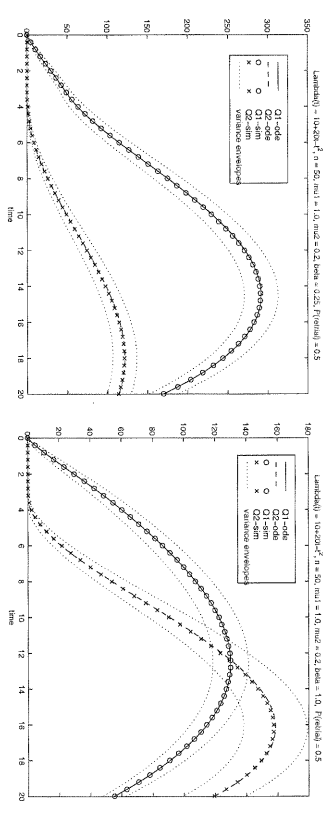 Lambda(t) = 10+20t-t², n = 50, mu1 = 1.0, mu2 = 0.2, beta = 0.25, P(retrial) = 0.5
350
300
250
200
150
100
50
0
Q1-ode
Q2-ode
Q1-sim
Q2-sim
variance envelopes
0 2 4 6 8 10 12 14 16 18 20
time
Lambda(t) = 10+20t-t², n = 50, mu1 = 1.0, mu2 = 0.2, beta = 1.0, P(retrial) = 0.5
180
160
140
120
100
80
60
40
20
0
Q1-ode
Q2-ode
Q1-sim
Q2-sim
variance envelopes
0 2 4 6 8 10 12 14 16 18 20
time